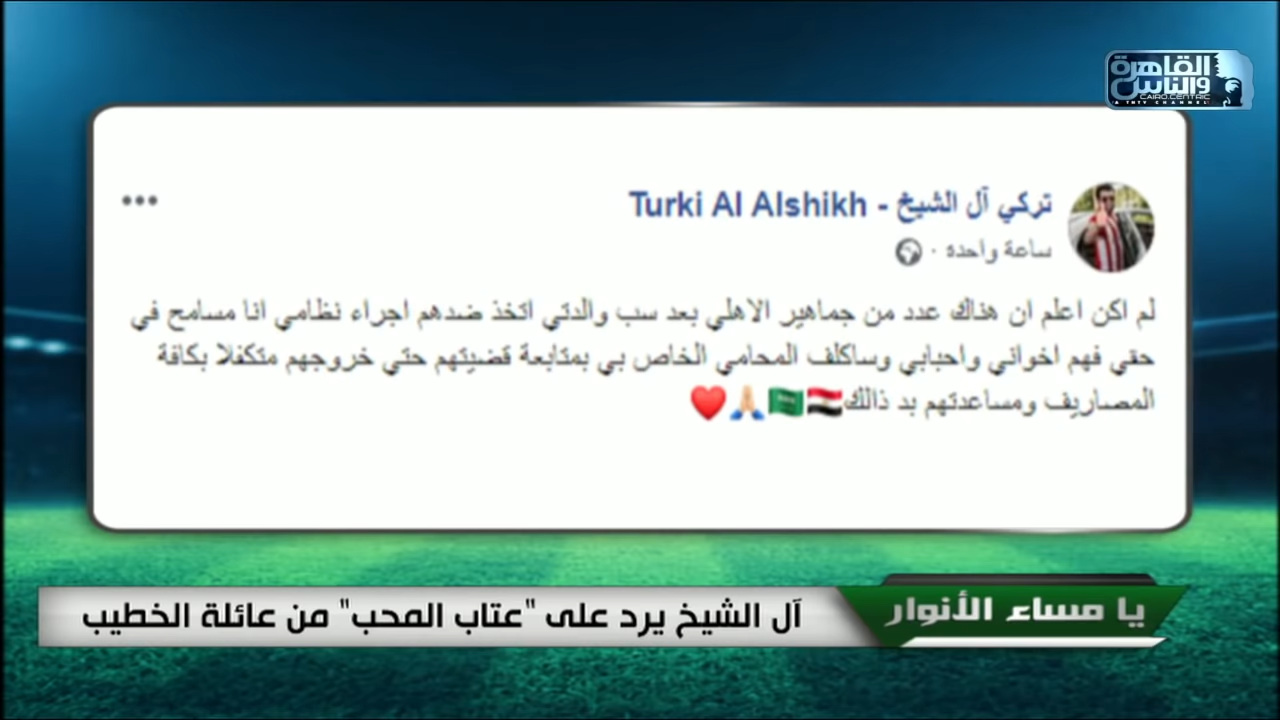 القاهرة
والناس
CAIRO.CENTRIC
A TNTV CHANNEL
تركي آل الشيخ - Turki Al Alshikh
ساعة واحدة ·
لم اكن اعلم ان هناك عدد من جماهير الاهلي بعد سب والدتي اتخذ ضدهم اجراء نظامي انا مسامح في
حقي فهم اخواني واحبابي وساكلف المحامي الخاص بي بمتابعة قضيتهم حتي خروجهم متكفلا بكافة
المصاريف ومساعدتهم بد ذالك🇪🇬🇸🇦🙏🏼❤️
يا مساء الأنوار
آل الشيخ يرد على "عتاب المحب" من عائلة الخطيب